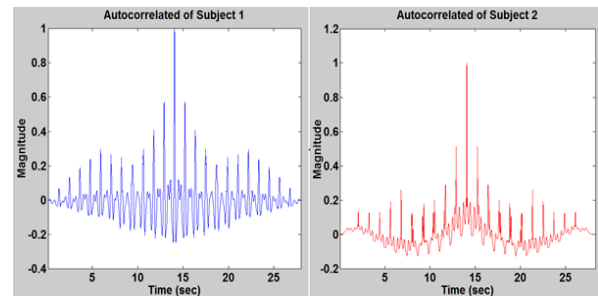 Autocorrelated of Subject 1
Magnitude
1
0.8
0.6
0.4
0.2
0
-0.2
-0.4
5 10 15 20 25
Time (sec)
Autocorrelated of Subject 2
Magnitude
1.2
1
0.8
0.6
0.4
0.2
0
-0.2
5 10 15 20 25
Time (sec)